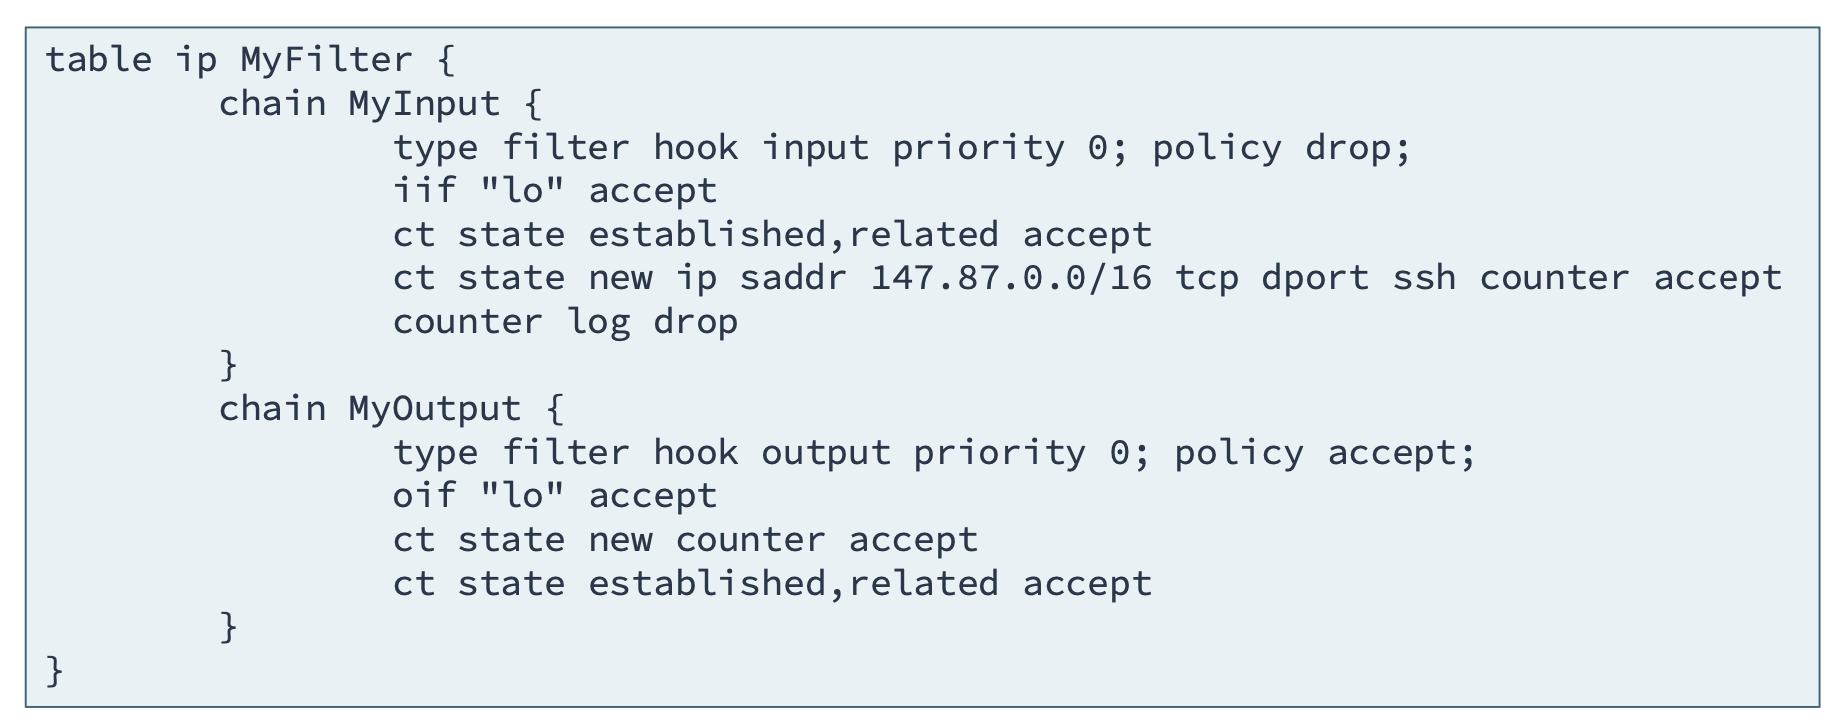 table ip MyFilter {
        chain MyInput {
                type filter hook input priority 0; policy drop;
                iif "lo" accept
                ct state established,related accept
                ct state new ip saddr 147.87.0.0/16 tcp dport ssh counter accept
                counter log drop
        }
        chain MyOutput {
                type filter hook output priority 0; policy accept;
                oif "lo" accept
                ct state new counter accept
                ct state established,related accept
        }
}